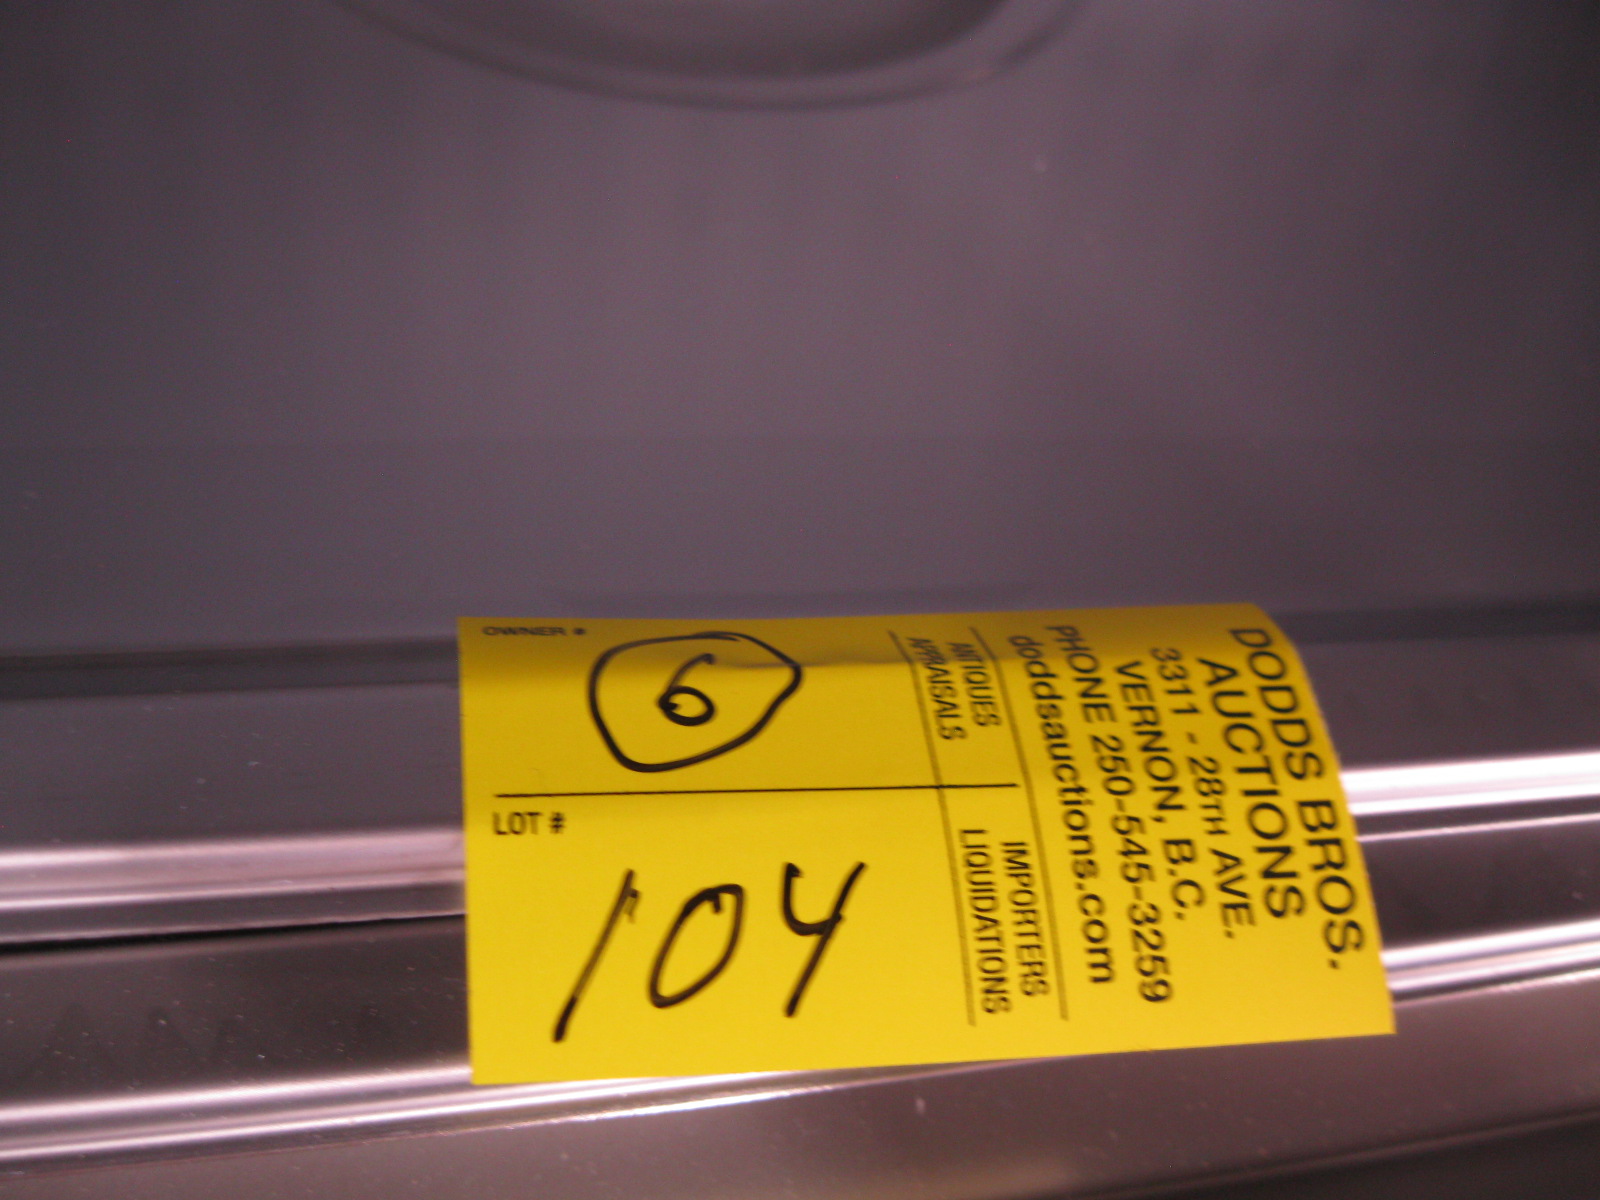 DODDS BROS.
AUCTIONS
3311 - 28TH AVE.
VERNON, B.C.
PHONE 250-545-3259
doddsauctions.com
ANTIQUES IMPORTERS
APPRAISALS LIQUIDATIONS
OWNER #
6
LOT #
104